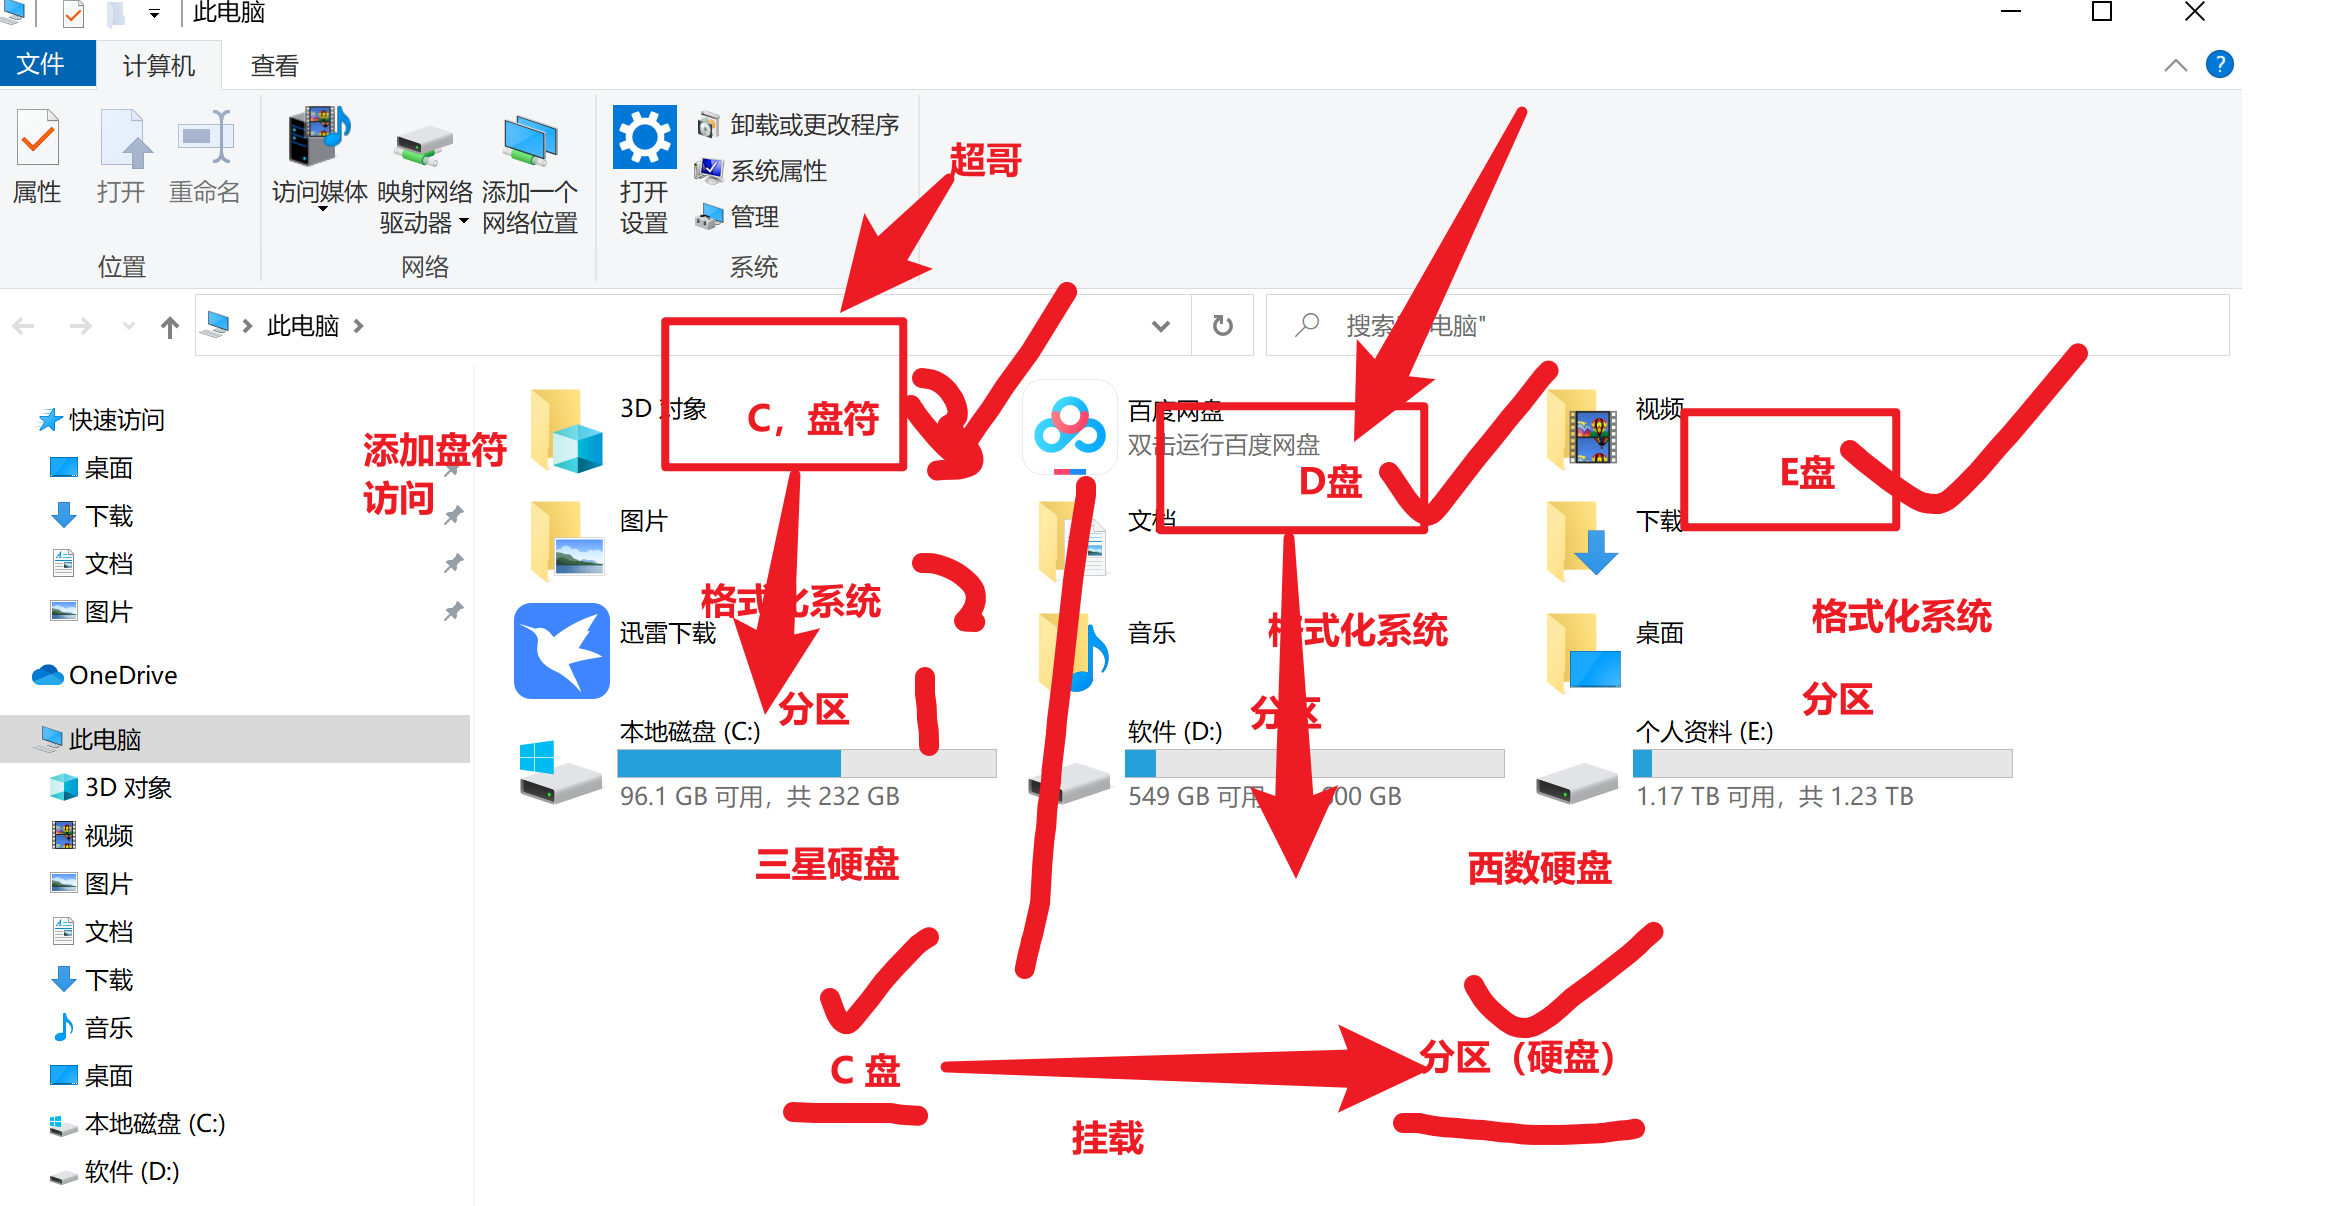 此电脑
文件 计算机 查看
属性 打开 重命名 访问媒体 映射网络驱动器 添加一个网络位置 打开设置
卸载或更改程序
系统属性
管理
位置 网络 系统
超哥
此电脑
搜索 电脑"
快速访问
桌面
下载
文档
图片
OneDrive
此电脑
3D 对象
视频
图片
文档
下载
音乐
桌面
本地磁盘 (C:)
软件 (D:)
添加盘符
访问
3D 对象
C，盘符
百度网盘
双击运行百度网盘
D盘
视频
E盘
图片
文档
下载
格式化系统
格式化系统
格式化系统
迅雷下载
音乐
桌面
分区
分区
分区
本地磁盘 (C:)
96.1 GB 可用，共 232 GB
软件 (D:)
549 GB 可用 00 GB
个人资料 (E:)
1.17 TB 可用，共 1.23 TB
三星硬盘
西数硬盘
C 盘
分区（硬盘）
挂载